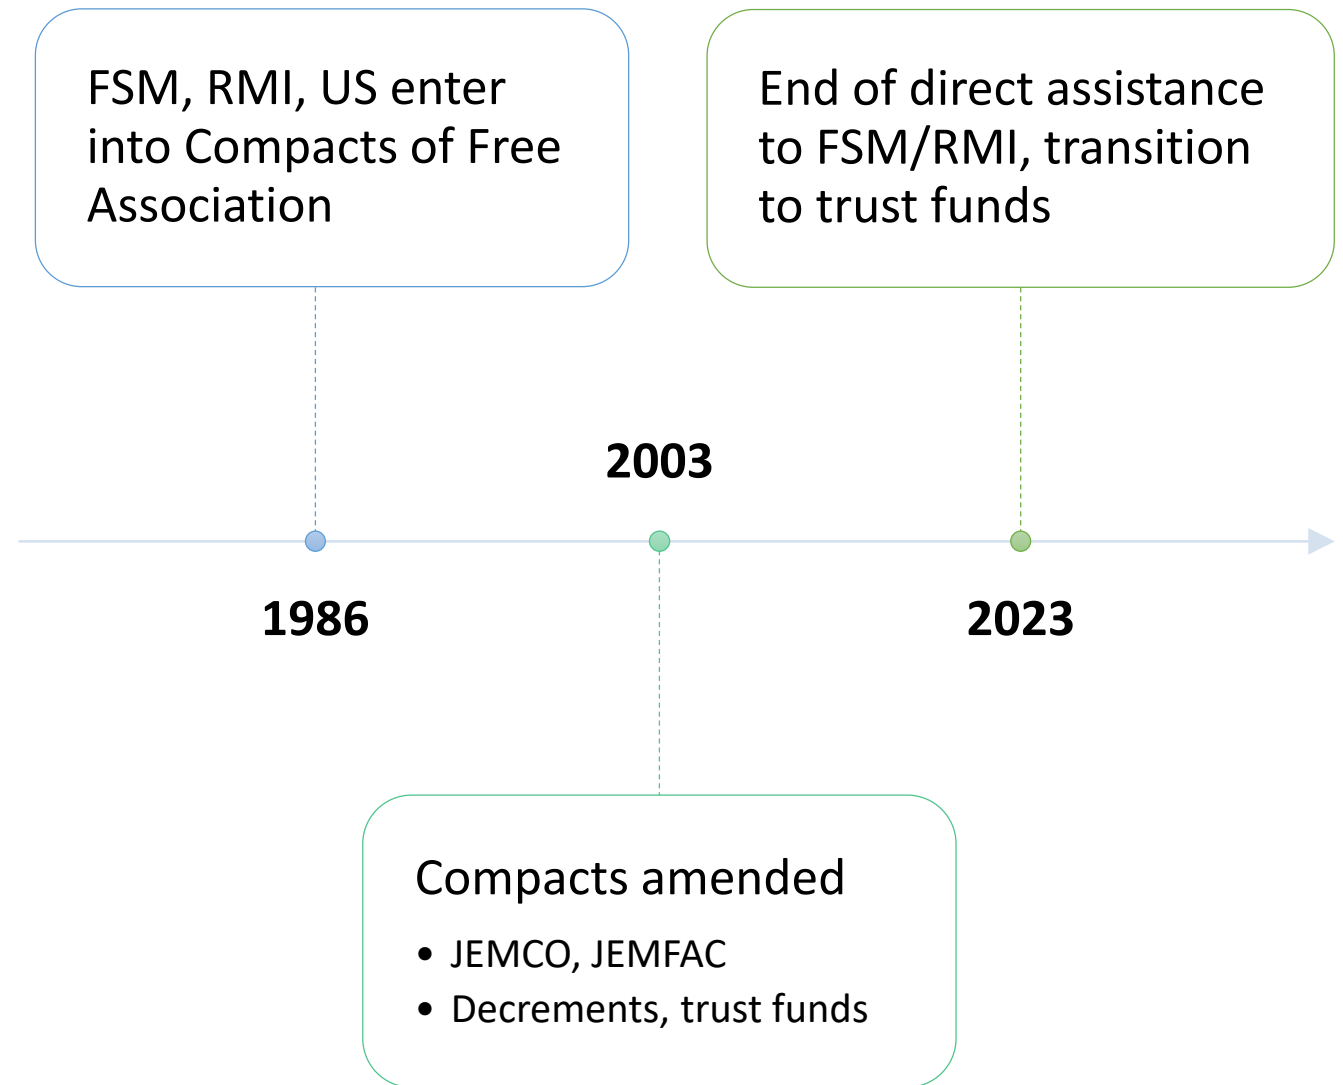 FSM, RMI, US enter
into Compacts of Free
Association
End of direct assistance
to FSM/RMI, transition
to trust funds
2003
1986
2023
Compacts amended
• JEMCO, JEMFAC
• Decrements, trust funds